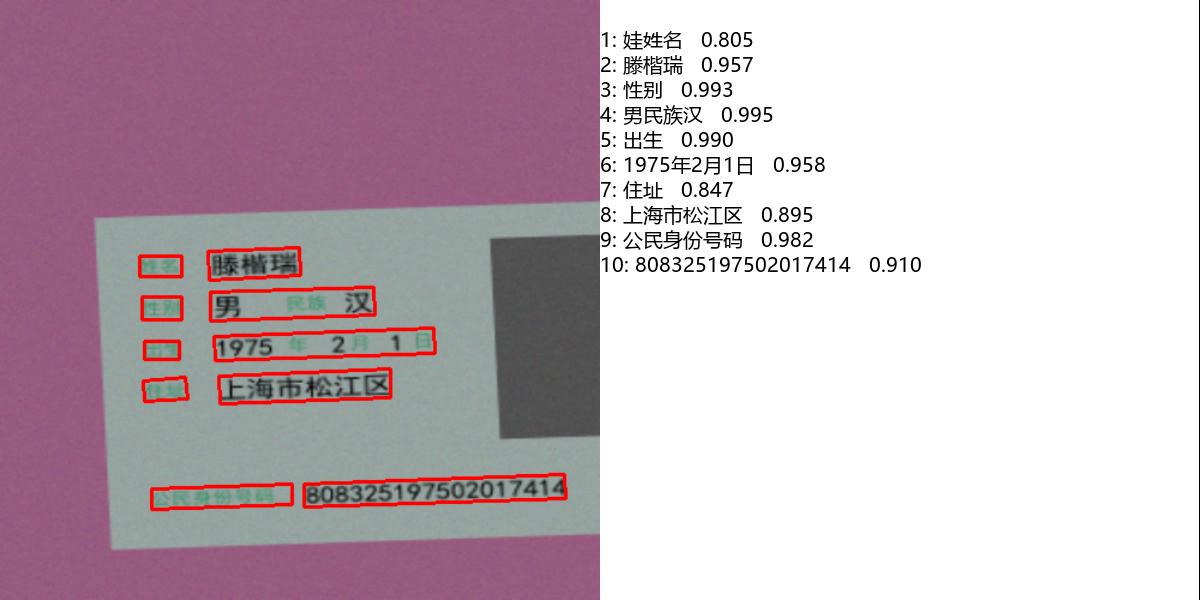 姓名 滕楷瑞
性别 男 民族 汉
出生 1975 年 2 月 1 日
住址 上海市松江区
公民身份号码 808325197502017414
1: 娃姓名 0.805
2: 滕楷瑞 0.957
3: 性别 0.993
4: 男民族汉 0.995
5: 出生 0.990
6: 1975年2月1日 0.958
7: 住址 0.847
8: 上海市松江区 0.895
9: 公民身份号码 0.982
10: 808325197502017414 0.910